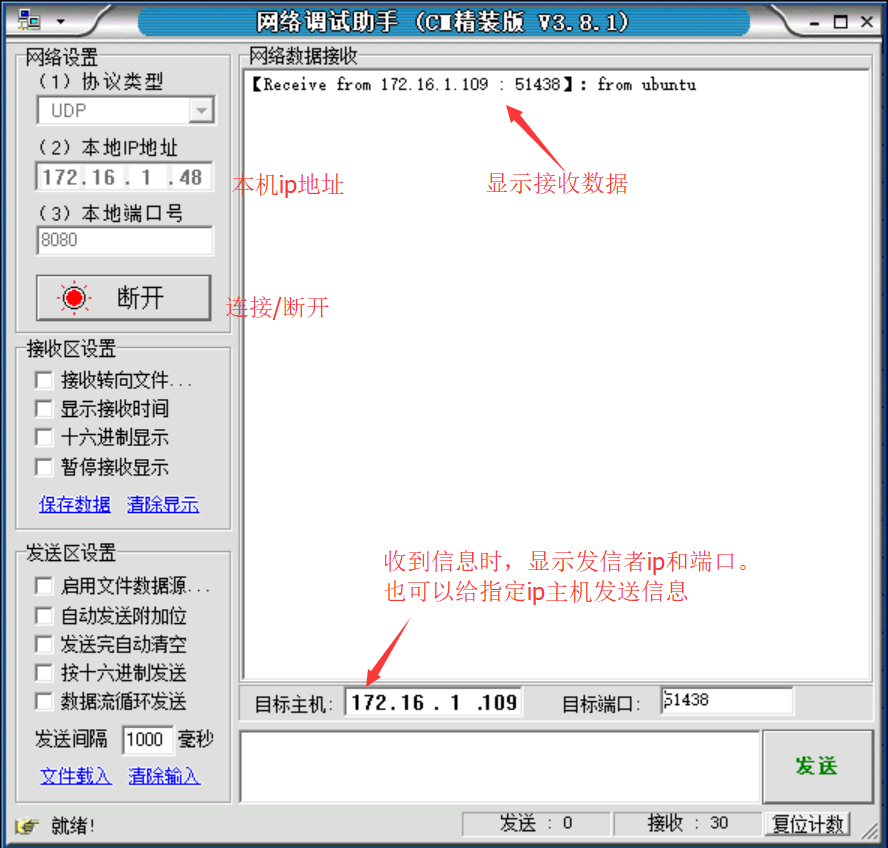 网络调试助手 (CⅢ精装版 V3.8.1)
网络设置
(1) 协议类型
UDP
(2) 本地IP地址
172.16 . 1 .48
本机ip地址
(3) 本地端口号
8080
断开
连接/断开
接收区设置
接收转向文件...
显示接收时间
十六进制显示
暂停接收显示
保存数据 清除显示
发送区设置
启用文件数据源...
自动发送附加位
发送完自动清空
按十六进制发送
数据流循环发送
发送间隔 1000 毫秒
文件载入 清除输入
网络数据接收
【Receive from 172.16.1.109 : 51438】: from ubuntu
显示接收数据
收到信息时，显示发信者ip和端口。
也可以给指定ip主机发送信息
目标主机: 172.16 . 1 .109 目标端口: 51438
发送
就绪! 发送 : 0 接收 : 30 复位计数